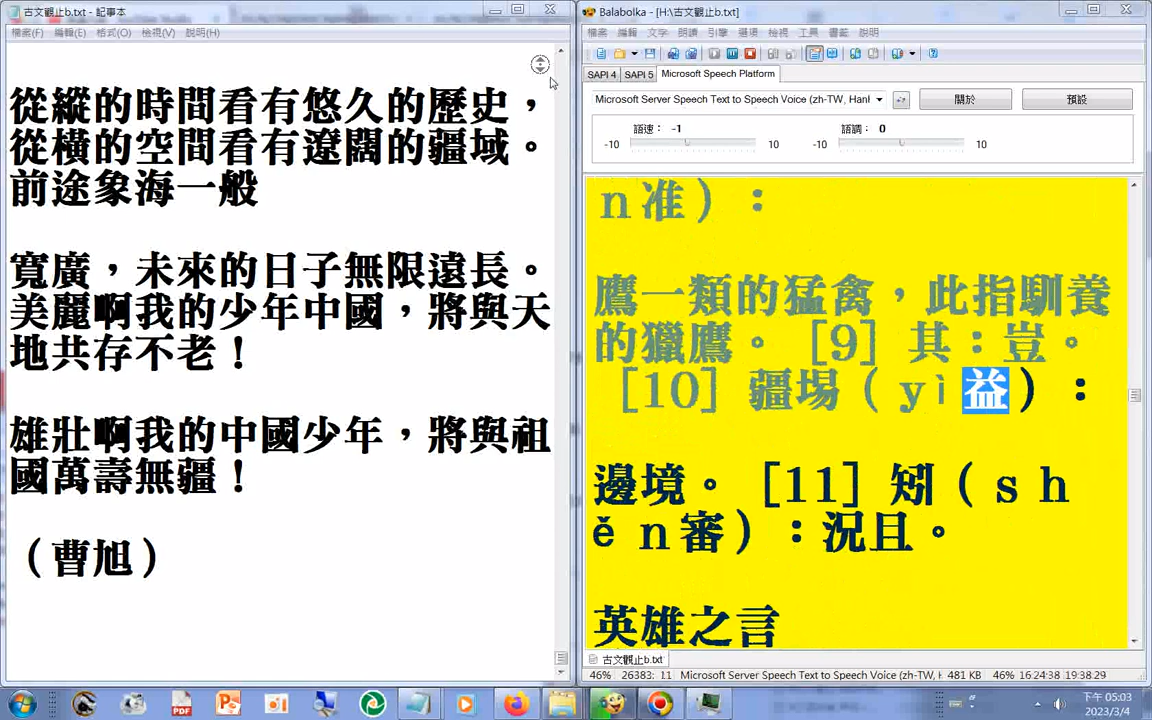 古文觀止b.txt - 記事本
檔案(F) 編輯(E) 格式(O) 檢視(V) 說明(H)
從縱的時間看有悠久的歷史，
從橫的空間看有遼闊的疆域。
前途象海一般
寬廣，未來的日子無限遠長。
美麗啊我的少年中國，將與天
地共存不老！
雄壯啊我的中國少年，將與祖
國萬壽無疆！
（曹旭）
Balabolka - [H:\古文觀止b.txt]
檔案 編輯 文字 朗讀 引擎 選項 檢視 工具 書籤 說明
SAPI 4 SAPI 5 Microsoft Speech Platform
Microsoft Server Speech Text to Speech Voice (zh-TW, Hanl
關於 預設
語速： -1 語調： 0
-10 10 -10 10
n准）：
鷹一類的猛禽，此指馴養
的獵鷹。［9］其：豈。
［10］疆埸（yì益）：
邊境。［11］矧（sh
ěn審）：況且。
英雄之言
古文觀止b.txt
46% 26383: 11 Microsoft Server Speech Text to Speech Voice (zh-TW, H 481 KB 46% 16:24:38 19:38:29
PDF
下午 05:03
2023/3/4